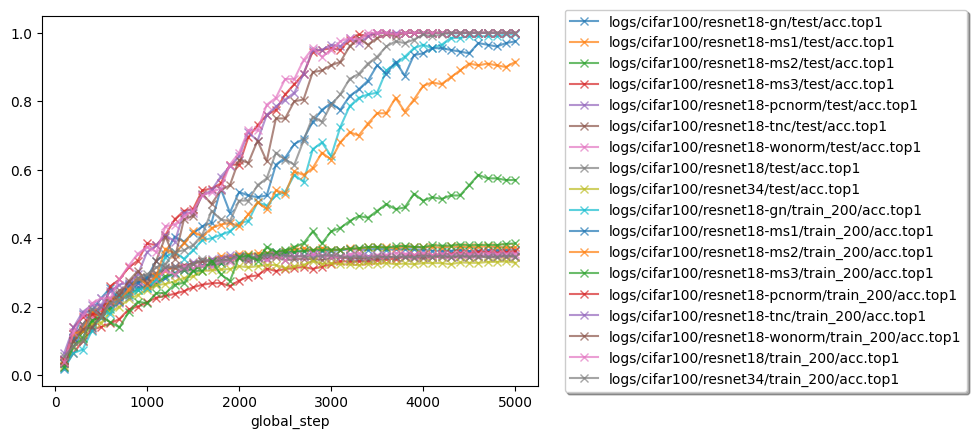 1.0
0.8
0.6
0.4
0.2
0.0
0
1000
2000
3000
4000
5000
global_step
logs/cifar100/resnet18-gn/test/acc.top1
logs/cifar100/resnet18-ms1/test/acc.top1
logs/cifar100/resnet18-ms2/test/acc.top1
logs/cifar100/resnet18-ms3/test/acc.top1
logs/cifar100/resnet18-pcnorm/test/acc.top1
logs/cifar100/resnet18-tnc/test/acc.top1
logs/cifar100/resnet18-wonorm/test/acc.top1
logs/cifar100/resnet18/test/acc.top1
logs/cifar100/resnet34/test/acc.top1
logs/cifar100/resnet18-gn/train_200/acc.top1
logs/cifar100/resnet18-ms1/train_200/acc.top1
logs/cifar100/resnet18-ms2/train_200/acc.top1
logs/cifar100/resnet18-ms3/train_200/acc.top1
logs/cifar100/resnet18-pcnorm/train_200/acc.top1
logs/cifar100/resnet18-tnc/train_200/acc.top1
logs/cifar100/resnet18-wonorm/train_200/acc.top1
logs/cifar100/resnet18/train_200/acc.top1
logs/cifar100/resnet34/train_200/acc.top1